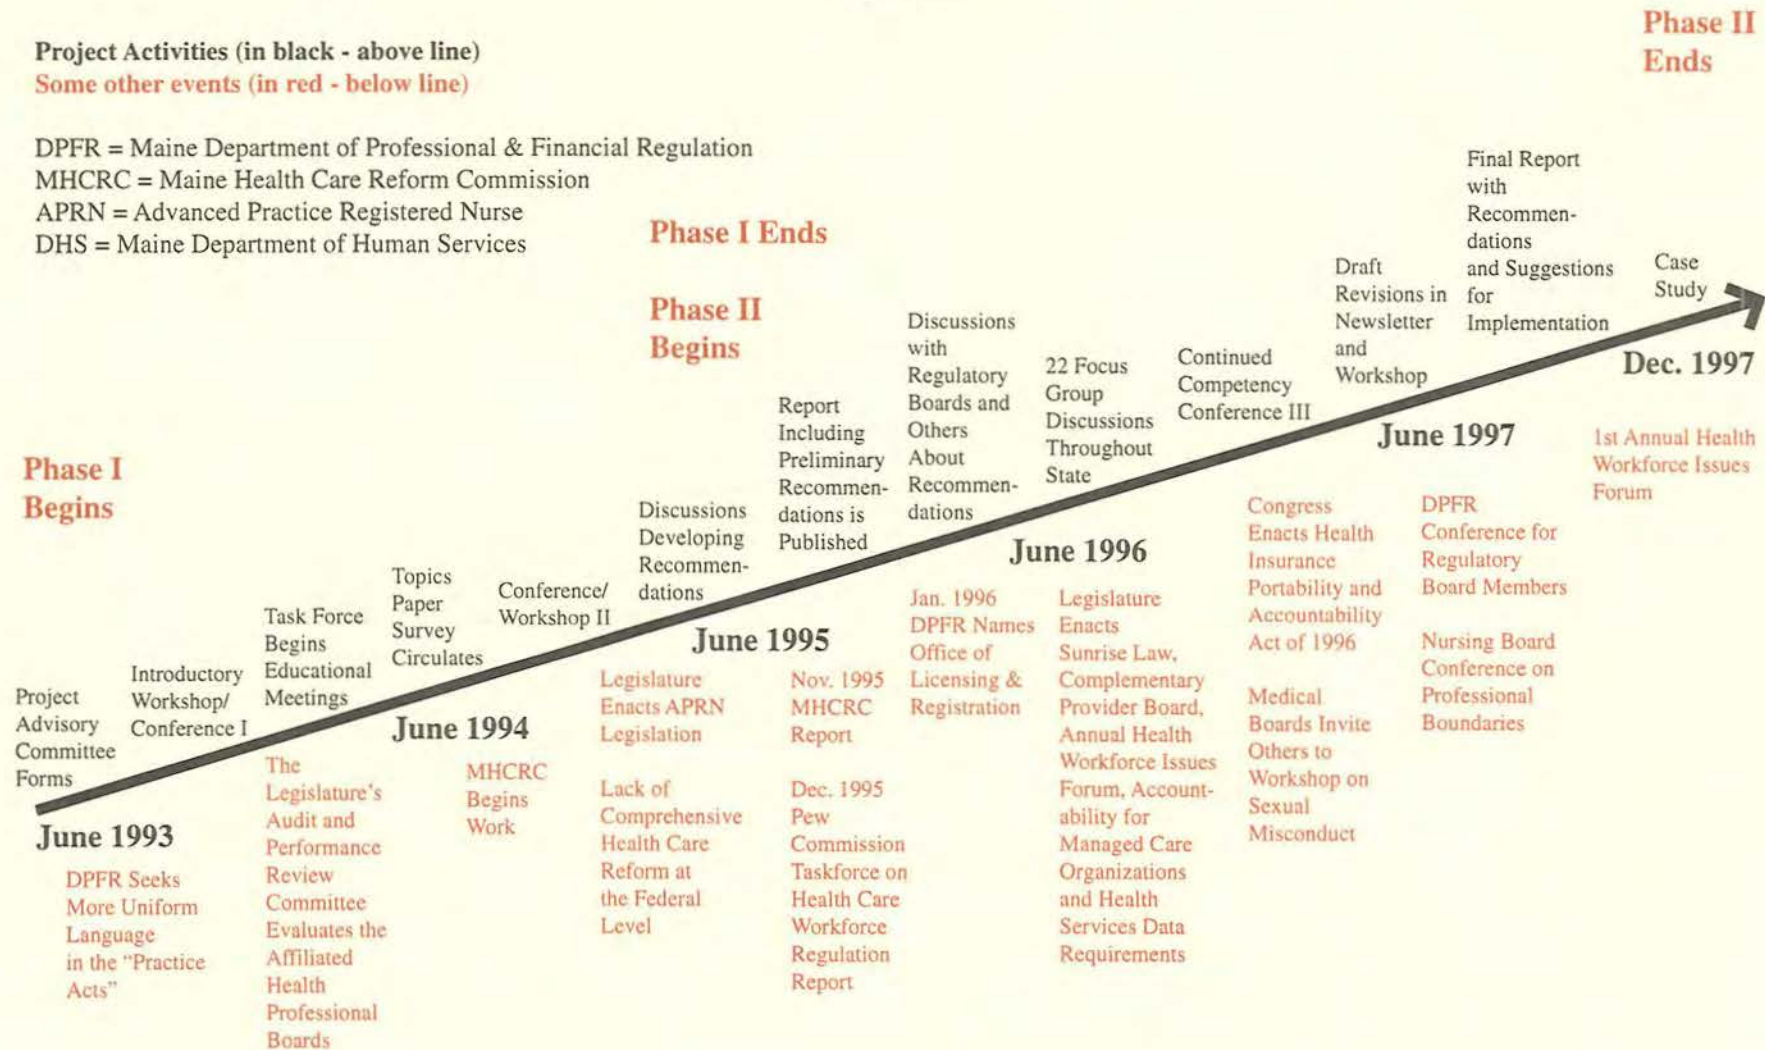 Project Activities (in black - above line)
Some other events (in red - below line)
DPFR = Maine Department of Professional & Financial Regulation
MHCRC = Maine Health Care Reform Commission
APRN = Advanced Practice Registered Nurse
DHS = Maine Department of Human Services
Phase I
Begins
Phase I Ends
Phase II
Begins
Phase II
Ends
Project
Advisory
Committee
Forms
Introductory
Workshop/
Conference I
Task Force
Begins
Educational
Meetings
Topics
Paper
Survey
Circulates
Conference/
Workshop II
Discussions
Developing
Recommen-
dations
Report
Including
Preliminary
Recommen-
dations is
Published
Discussions
with
Regulatory
Boards and
Others
About
Recommen-
dations
22 Focus
Group
Discussions
Throughout
State
Continued
Competency
Conference III
Draft
Revisions in
Newsletter
and
Workshop
Final Report
with
Recommen-
dations
and Suggestions
for
Implementation
Case
Study
June 1993
June 1994
June 1995
June 1996
June 1997
Dec. 1997
DPFR Seeks
More Uniform
Language
in the “Practice
Acts”
The
Legislature's
Audit and
Performance
Review
Committee
Evaluates the
Affiliated
Health
Professional
Boards
MHCRC
Begins
Work
Legislature
Enacts APRN
Legislation
Lack of
Comprehensive
Health Care
Reform at
the Federal
Level
Nov. 1995
MHCRC
Report
Dec. 1995
Pew
Commission
Taskforce on
Health Care
Workforce
Regulation
Report
Jan. 1996
DPFR Names
Office of
Licensing &
Registration
Legislature
Enacts
Sunrise Law,
Complementary
Provider Board,
Annual Health
Workforce Issues
Forum, Account-
ability for
Managed Care
Organizations
and Health
Services Data
Requirements
Congress
Enacts Health
Insurance
Portability and
Accountability
Act of 1996
Medical
Boards Invite
Others to
Workshop on
Sexual
Misconduct
DPFR
Conference for
Regulatory
Board Members
Nursing Board
Conference on
Professional
Boundaries
1st Annual Health
Workforce Issues
Forum